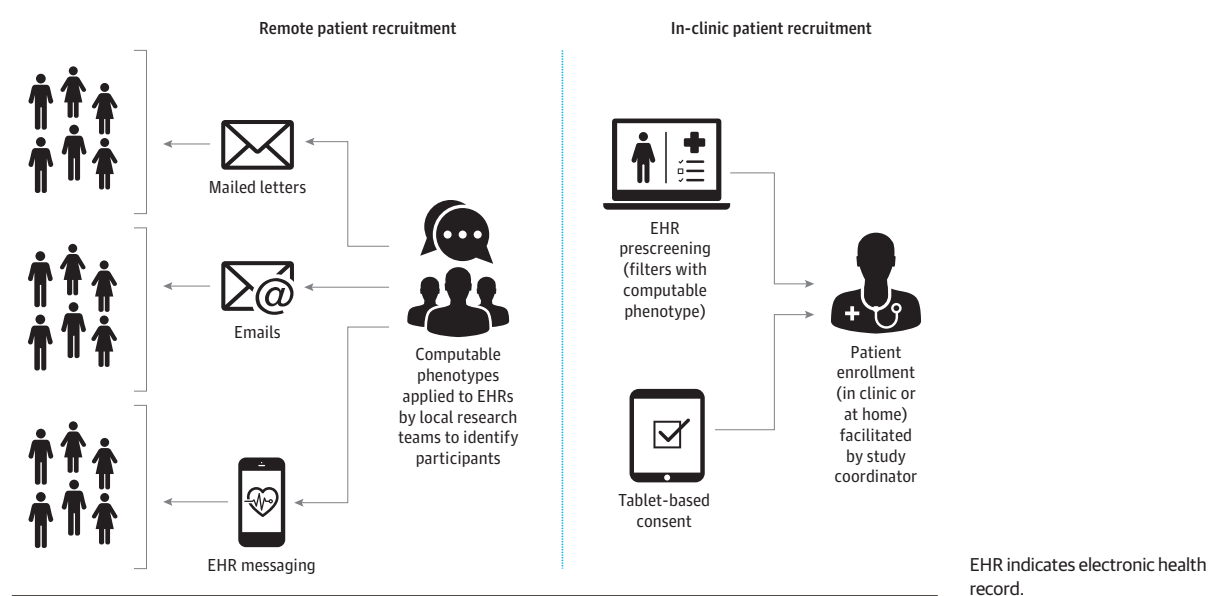 Remote patient recruitment
Mailed letters
Emails
EHR messaging
Computable
phenotypes
applied to EHRs
by local research
teams to identify
participants
In-clinic patient recruitment
EHR
prescreening
(filters with
computable
phenotype)
Tablet-based
consent
Patient
enrollment
(in clinic or
at home)
facilitated
by study
coordinator
EHR indicates electronic health
record.